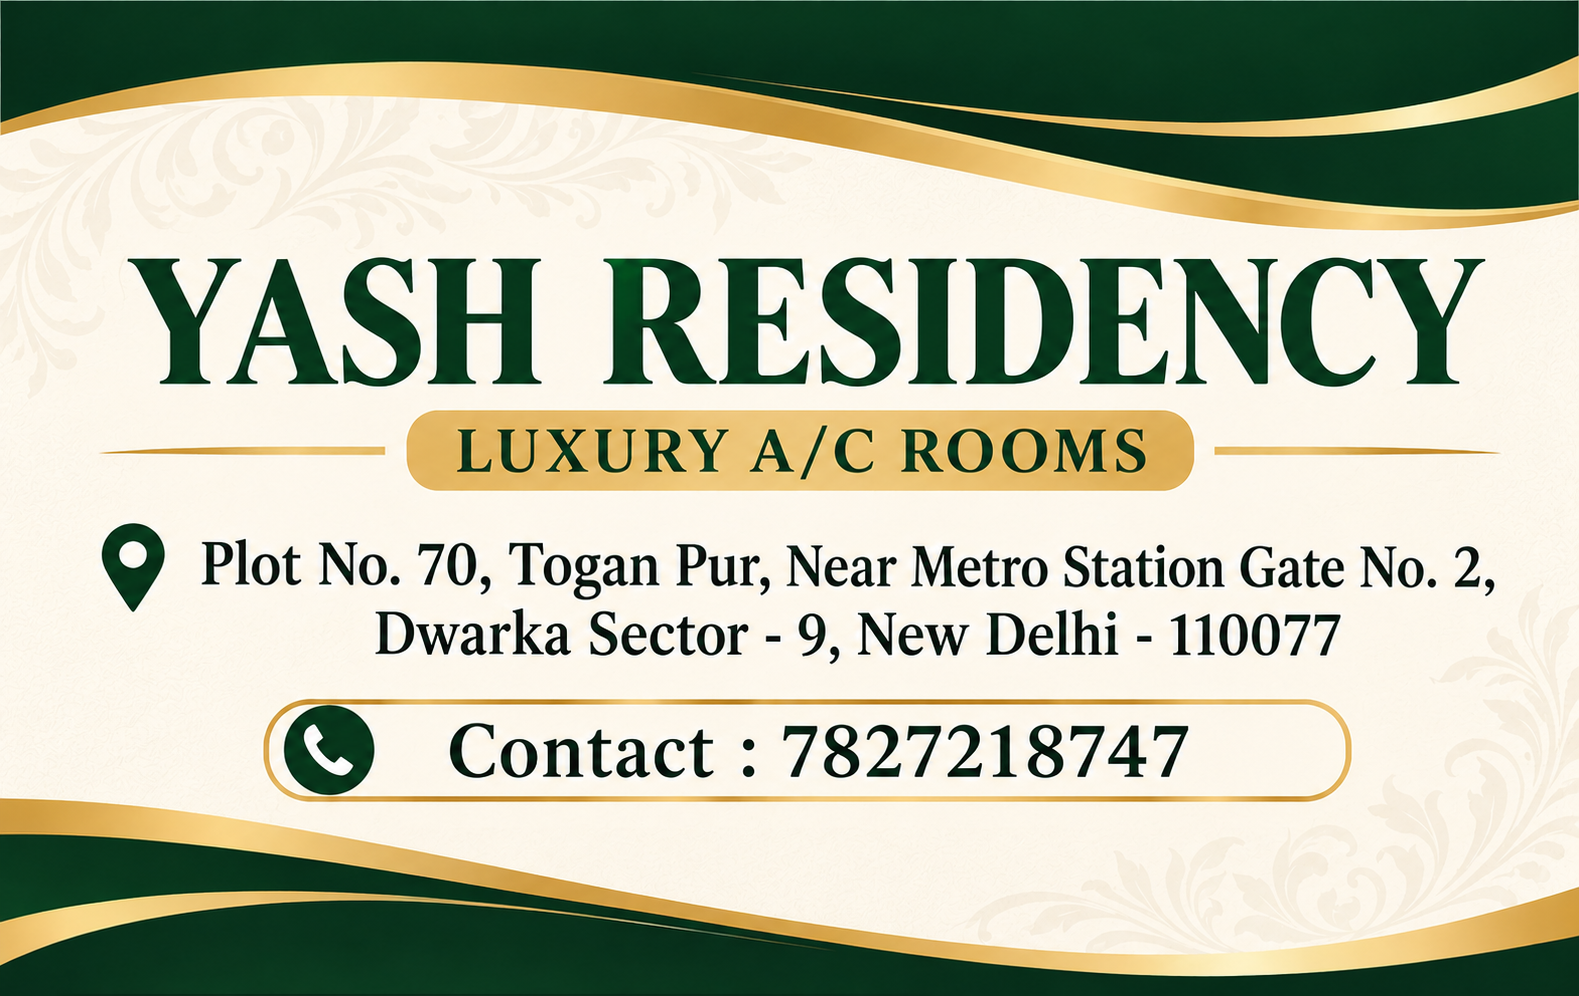 YASH RESIDENCY
LUXURY A/C ROOMS
Plot No. 70, Togan Pur, Near Metro Station Gate No. 2,
Dwarka Sector - 9, New Delhi - 110077
Contact : 7827218747